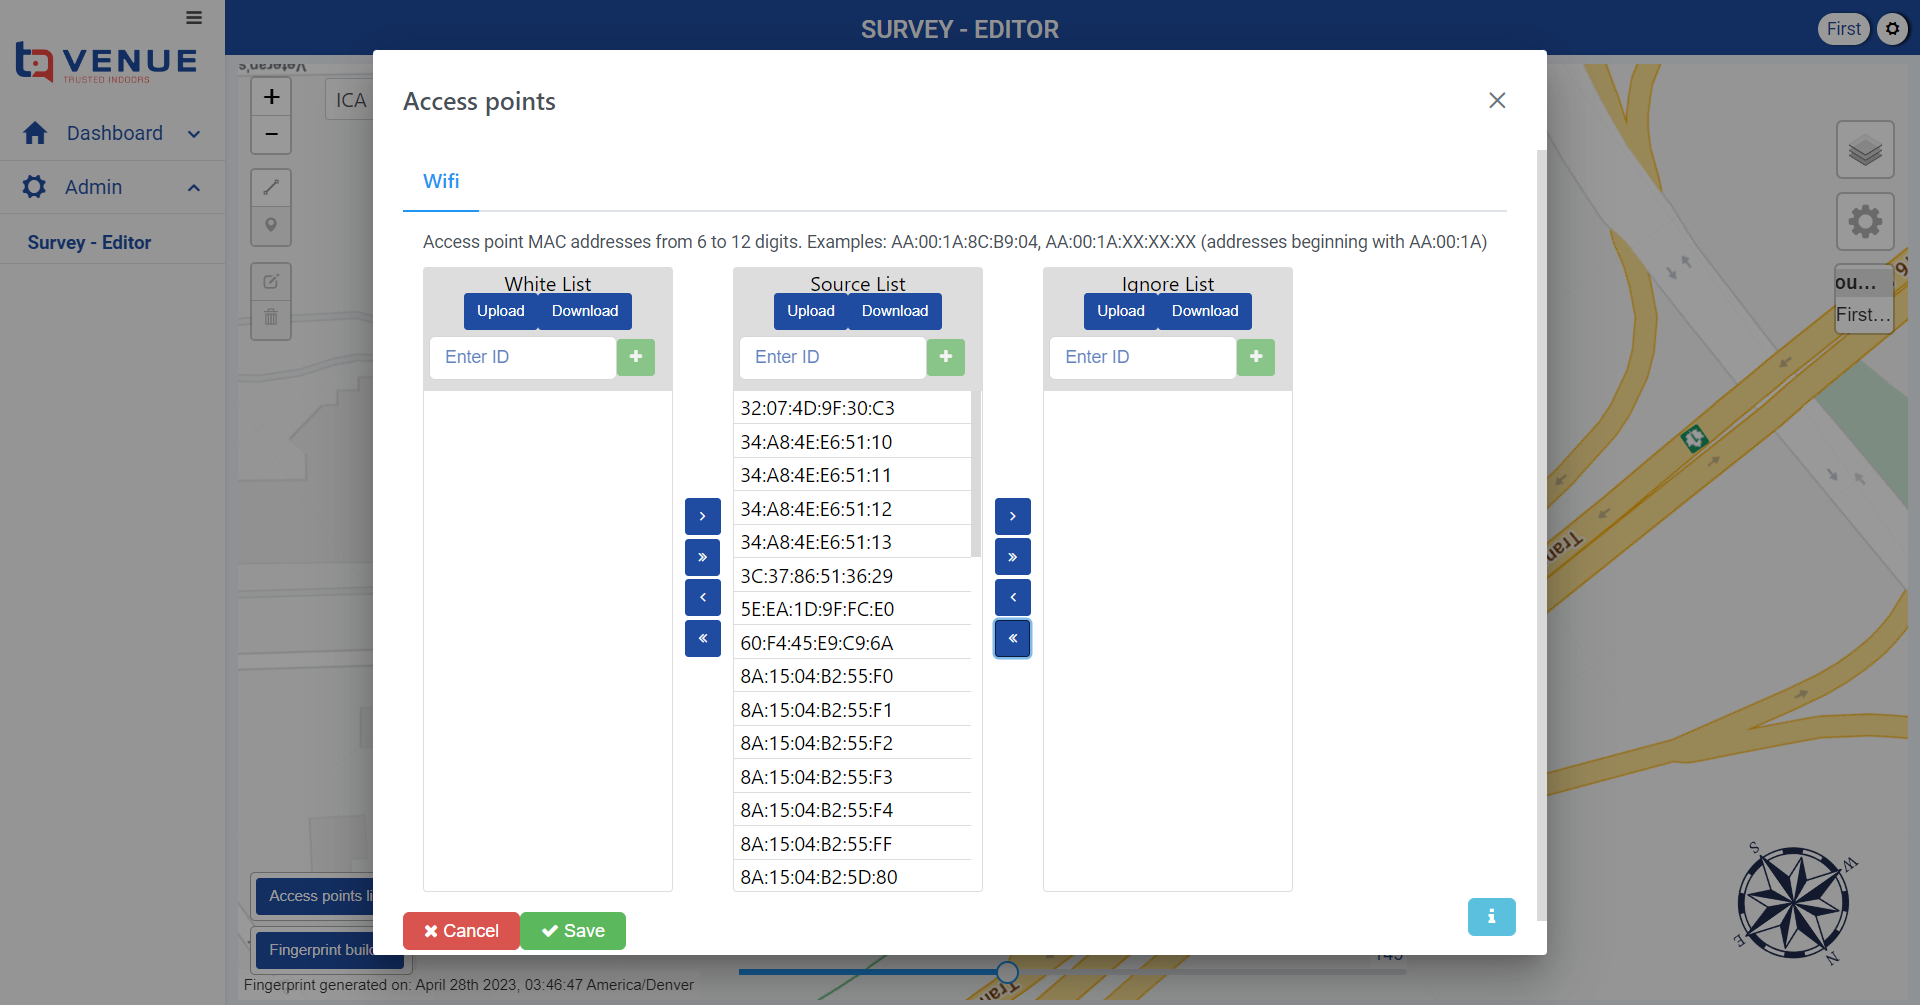 SURVEY - EDITOR
First
VENUE
TRUSTED INDOORS
Dashboard
Admin
Survey - Editor
Veteran's
+
−
ICA
Access points
Wifi
Access point MAC addresses from 6 to 12 digits. Examples: AA:00:1A:8C:B9:04, AA:00:1A:XX:XX:XX (addresses beginning with AA:00:1A)
White List
Upload Download
Enter ID
+
Source List
Upload Download
Enter ID
+
32:07:4D:9F:30:C3
34:A8:4E:E6:51:10
34:A8:4E:E6:51:11
34:A8:4E:E6:51:12
34:A8:4E:E6:51:13
3C:37:86:51:36:29
5E:EA:1D:9F:FC:E0
60:F4:45:E9:C9:6A
8A:15:04:B2:55:F0
8A:15:04:B2:55:F1
8A:15:04:B2:55:F2
8A:15:04:B2:55:F3
8A:15:04:B2:55:F4
8A:15:04:B2:55:FF
8A:15:04:B2:5D:80
Ignore List
Upload Download
Enter ID
+
>
»
<
«
>
»
<
«
Cancel
Save
i
ou...
First...
Tran
S
W
E
N
Access points li
Fingerprint builc
Fingerprint generated on: April 28th 2023, 03:46:47 America/Denver
Trans